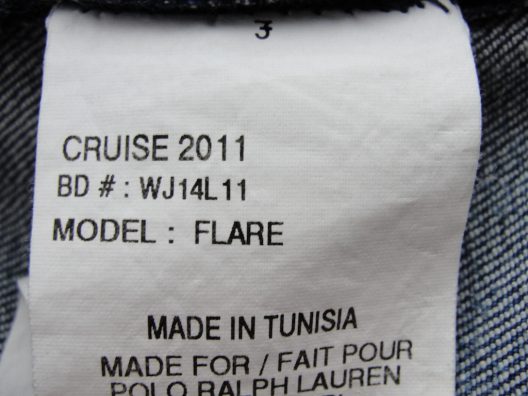 3
CRUISE 2011
BD # : WJ14L11
MODEL : FLARE
MADE IN TUNISIA
MADE FOR / FAIT POUR
POLO RALPH LAUREN